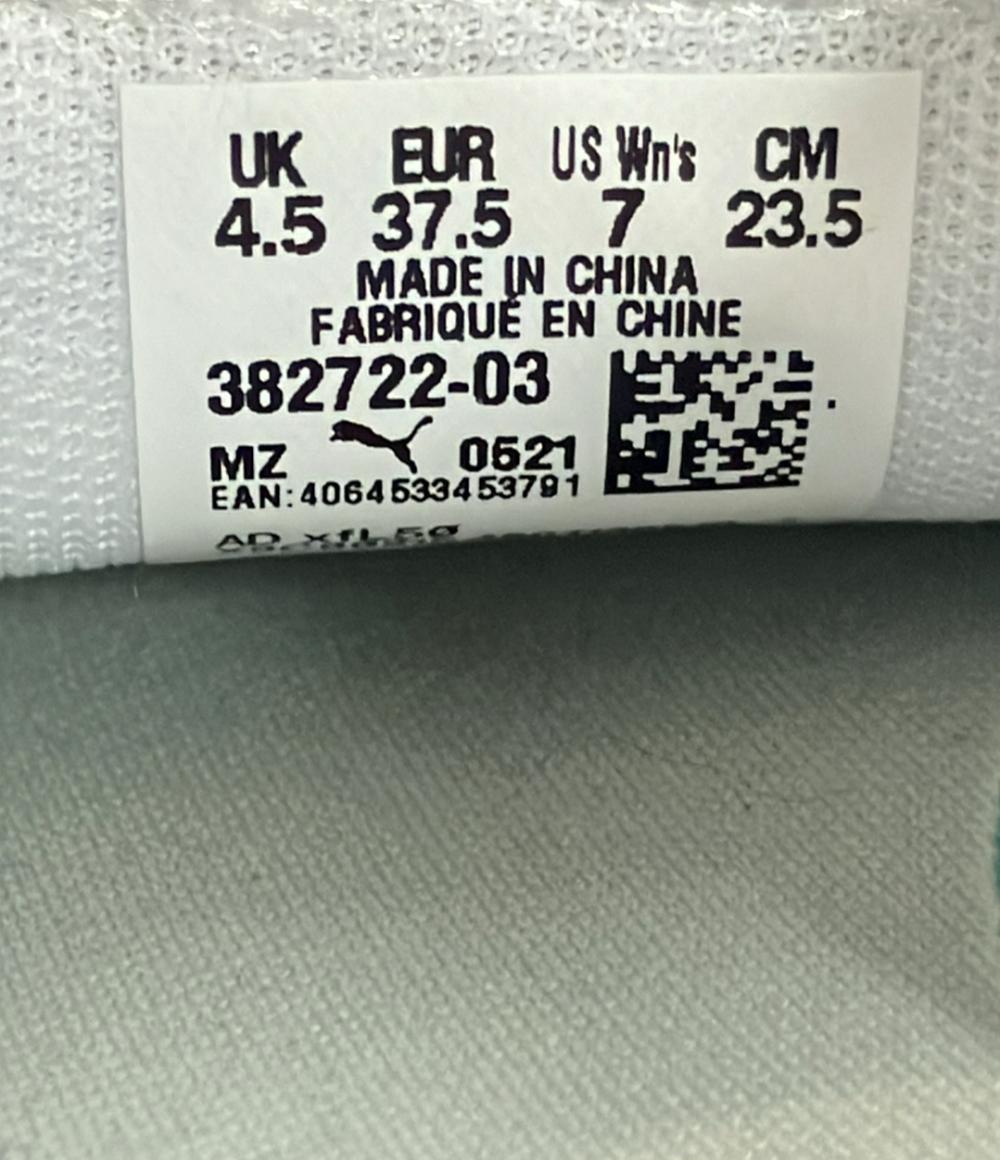 UK EUR US Wn's CM
4.5 37.5 7 23.5
MADE IN CHINA
FABRIQUÉ EN CHINE
382722-03
MZ 0521
EAN:4064533453791